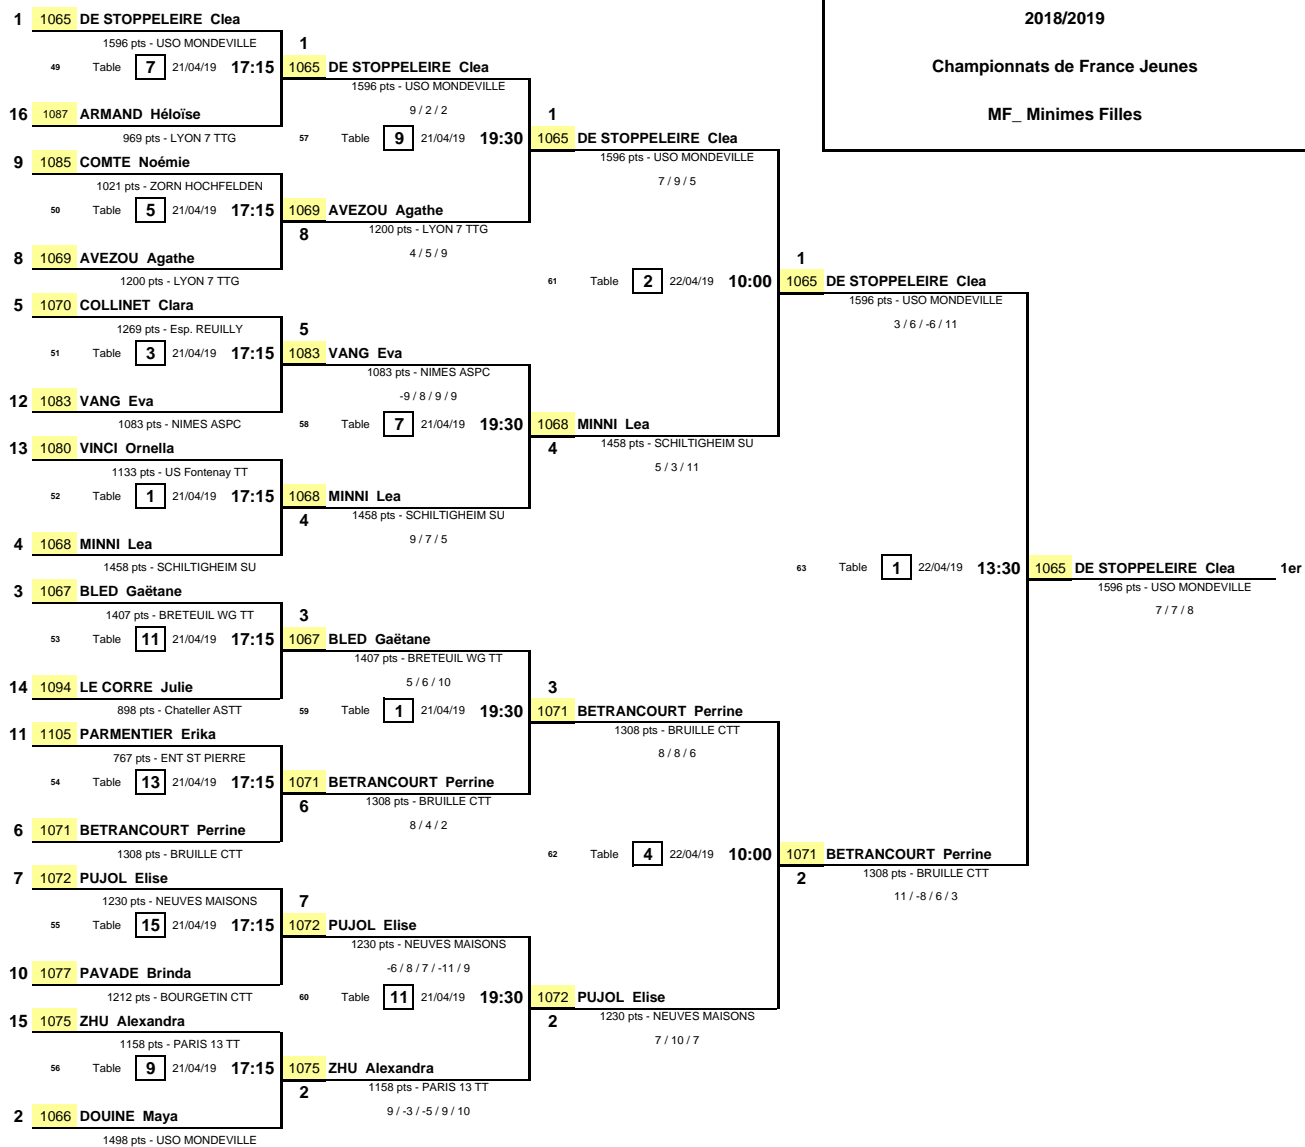 2018/2019
Championnats de France Jeunes
MF_ Minimes Filles
1 1065 DE STOPPELEIRE Clea
1596 pts - USO MONDEVILLE
49 Table 7 21/04/19 17:15
16 1087 ARMAND Héloïse
969 pts - LYON 7 TTG
9 1085 COMTE Noémie
1021 pts - ZORN HOCHFELDEN
50 Table 5 21/04/19 17:15
8 1069 AVEZOU Agathe
1200 pts - LYON 7 TTG
5 1070 COLLINET Clara
1269 pts - Esp. REUILLY
51 Table 3 21/04/19 17:15
12 1083 VANG Eva
1083 pts - NIMES ASPC
13 1080 VINCI Ornella
1133 pts - US Fontenay TT
52 Table 1 21/04/19 17:15
4 1068 MINNI Lea
1458 pts - SCHILTIGHEIM SU
3 1067 BLED Gaëtane
1407 pts - BRETEUIL WG TT
53 Table 11 21/04/19 17:15
14 1094 LE CORRE Julie
898 pts - Chateller ASTT
11 1105 PARMENTIER Erika
767 pts - ENT ST PIERRE
54 Table 13 21/04/19 17:15
6 1071 BETRANCOURT Perrine
1308 pts - BRUILLE CTT
7 1072 PUJOL Elise
1230 pts - NEUVES MAISONS
55 Table 15 21/04/19 17:15
10 1077 PAVADE Brinda
1212 pts - BOURGETIN CTT
15 1075 ZHU Alexandra
1158 pts - PARIS 13 TT
56 Table 9 21/04/19 17:15
2 1066 DOUINE Maya
1498 pts - USO MONDEVILLE
1
1065 DE STOPPELEIRE Clea
1596 pts - USO MONDEVILLE
9 / 2 / 2
57 Table 9 21/04/19 19:30
1069 AVEZOU Agathe
8
1200 pts - LYON 7 TTG
4 / 5 / 9
5
1083 VANG Eva
1083 pts - NIMES ASPC
-9 / 8 / 9 / 9
58 Table 7 21/04/19 19:30
1068 MINNI Lea
4
1458 pts - SCHILTIGHEIM SU
9 / 7 / 5
3
1067 BLED Gaëtane
1407 pts - BRETEUIL WG TT
5 / 6 / 10
59 Table 1 21/04/19 19:30
1071 BETRANCOURT Perrine
6
1308 pts - BRUILLE CTT
8 / 4 / 2
7
1072 PUJOL Elise
1230 pts - NEUVES MAISONS
-6 / 8 / 7 / -11 / 9
60 Table 11 21/04/19 19:30
1075 ZHU Alexandra
2
1158 pts - PARIS 13 TT
9 / -3 / -5 / 9 / 10
1
1065 DE STOPPELEIRE Clea
1596 pts - USO MONDEVILLE
7 / 9 / 5
61 Table 2 22/04/19 10:00
1068 MINNI Lea
4
1458 pts - SCHILTIGHEIM SU
5 / 3 / 11
3
1071 BETRANCOURT Perrine
1308 pts - BRUILLE CTT
8 / 8 / 6
62 Table 4 22/04/19 10:00
1072 PUJOL Elise
2
1230 pts - NEUVES MAISONS
7 / 10 / 7
1
1065 DE STOPPELEIRE Clea
1596 pts - USO MONDEVILLE
3 / 6 / -6 / 11
63 Table 1 22/04/19 13:30
1071 BETRANCOURT Perrine
2
1308 pts - BRUILLE CTT
11 / -8 / 6 / 3
1065 DE STOPPELEIRE Clea 1er
1596 pts - USO MONDEVILLE
7 / 7 / 8